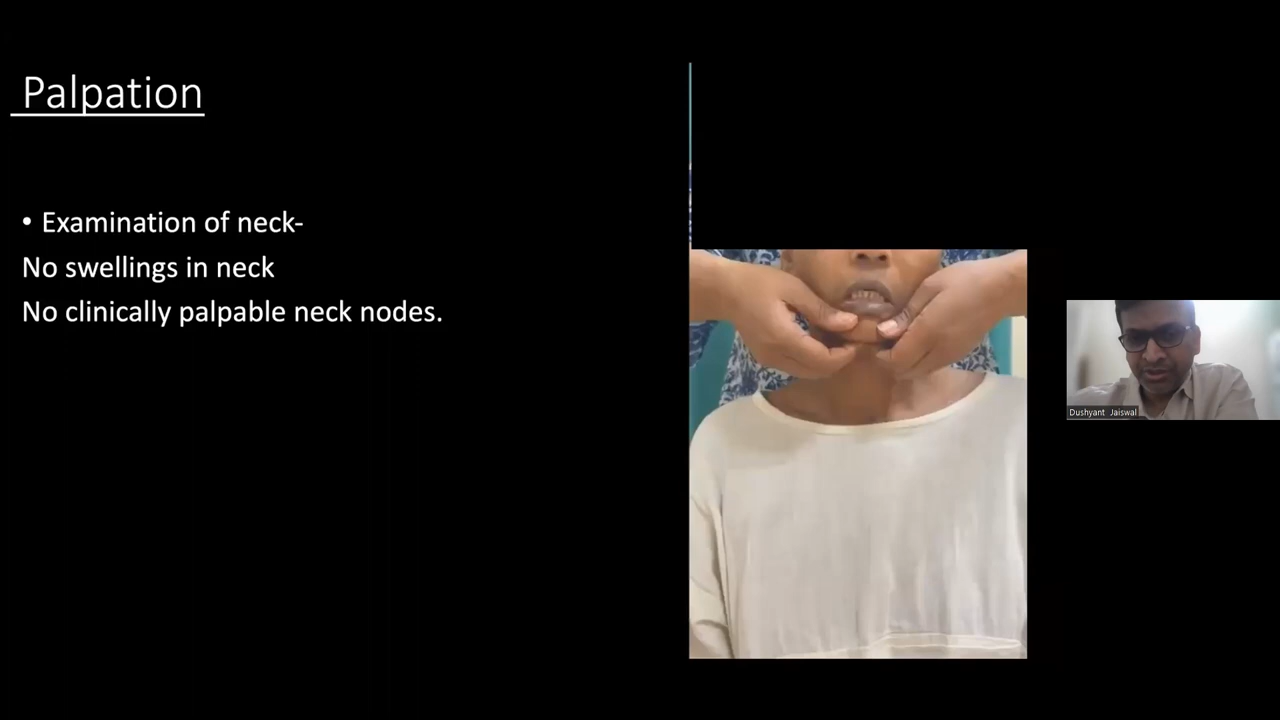 Palpation
• Examination of neck-
No swellings in neck
No clinically palpable neck nodes.
Dushyant Jaiswal